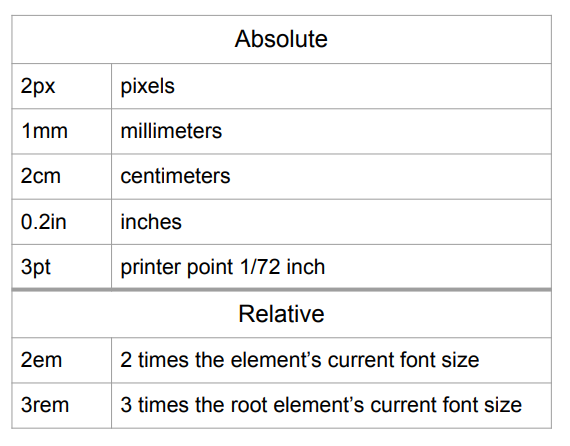 Absolute
2px pixels
1mm millimeters
2cm centimeters
0.2in inches
3pt printer point 1/72 inch
Relative
2em 2 times the element’s current font size
3rem 3 times the root element’s current font size